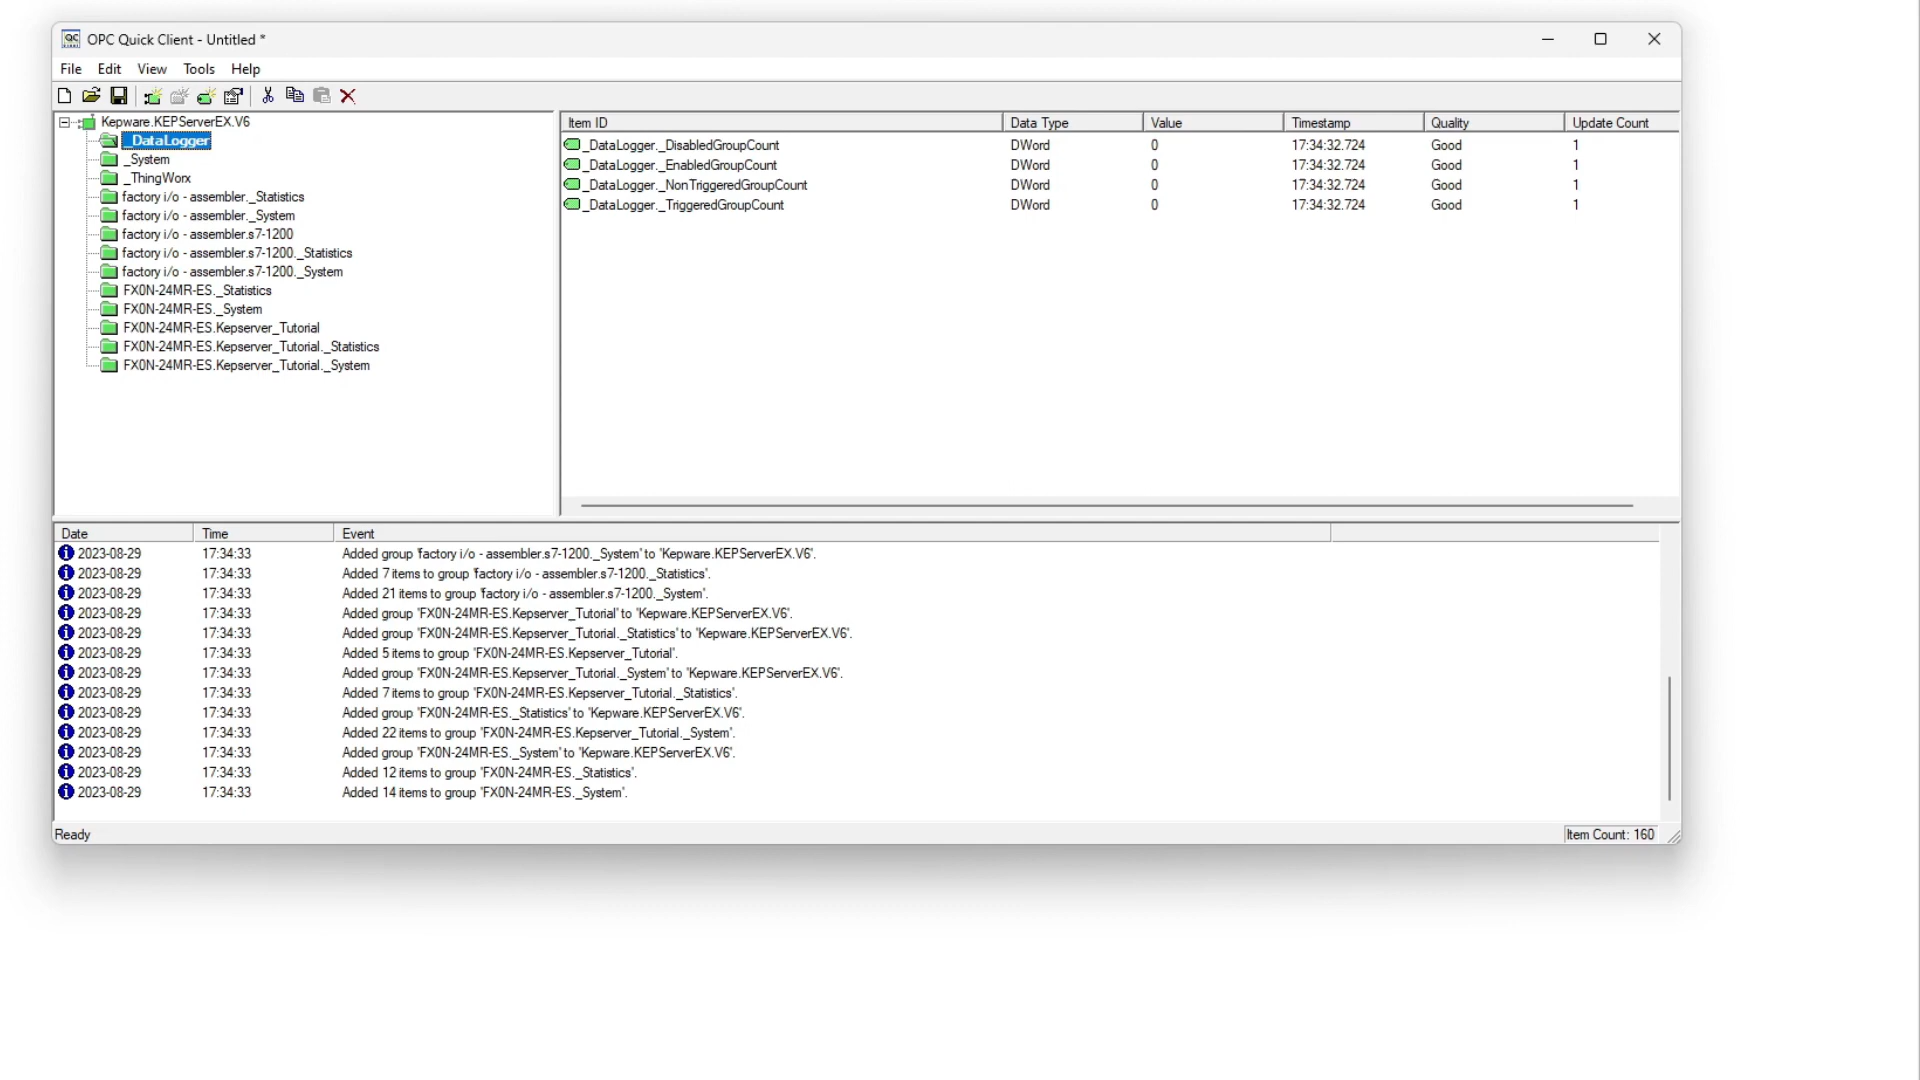 OPC Quick Client - Untitled *
File Edit View Tools Help
Kepware.KEPServerEX.V6
_DataLogger
_System
_ThingWorx
factory i/o - assembler._Statistics
factory i/o - assembler._System
factory i/o - assembler.s7-1200
factory i/o - assembler.s7-1200._Statistics
factory i/o - assembler.s7-1200._System
FX0N-24MR-ES._Statistics
FX0N-24MR-ES._System
FX0N-24MR-ES.Kepserver_Tutorial
FX0N-24MR-ES.Kepserver_Tutorial._Statistics
FX0N-24MR-ES.Kepserver_Tutorial._System
Item ID Data Type Value Timestamp Quality Update Count
_DataLogger._DisabledGroupCount DWord 0 17:34:32.724 Good 1
_DataLogger._EnabledGroupCount DWord 0 17:34:32.724 Good 1
_DataLogger._NonTriggeredGroupCount DWord 0 17:34:32.724 Good 1
_DataLogger._TriggeredGroupCount DWord 0 17:34:32.724 Good 1
Date Time Event
2023-08-29 17:34:33 Added group 'factory i/o - assembler.s7-1200._System' to 'Kepware.KEPServerEX.V6'.
2023-08-29 17:34:33 Added 7 items to group 'factory i/o - assembler.s7-1200._Statistics'.
2023-08-29 17:34:33 Added 21 items to group 'factory i/o - assembler.s7-1200._System'.
2023-08-29 17:34:33 Added group 'FX0N-24MR-ES.Kepserver_Tutorial' to 'Kepware.KEPServerEX.V6'.
2023-08-29 17:34:33 Added group 'FX0N-24MR-ES.Kepserver_Tutorial._Statistics' to 'Kepware.KEPServerEX.V6'.
2023-08-29 17:34:33 Added 5 items to group 'FX0N-24MR-ES.Kepserver_Tutorial'.
2023-08-29 17:34:33 Added group 'FX0N-24MR-ES.Kepserver_Tutorial._System' to 'Kepware.KEPServerEX.V6'.
2023-08-29 17:34:33 Added 7 items to group 'FX0N-24MR-ES.Kepserver_Tutorial._Statistics'.
2023-08-29 17:34:33 Added group 'FX0N-24MR-ES._Statistics' to 'Kepware.KEPServerEX.V6'.
2023-08-29 17:34:33 Added 22 items to group 'FX0N-24MR-ES.Kepserver_Tutorial._System'.
2023-08-29 17:34:33 Added group 'FX0N-24MR-ES._System' to 'Kepware.KEPServerEX.V6'.
2023-08-29 17:34:33 Added 12 items to group 'FX0N-24MR-ES._Statistics'.
2023-08-29 17:34:33 Added 14 items to group 'FX0N-24MR-ES._System'.
Ready Item Count: 160